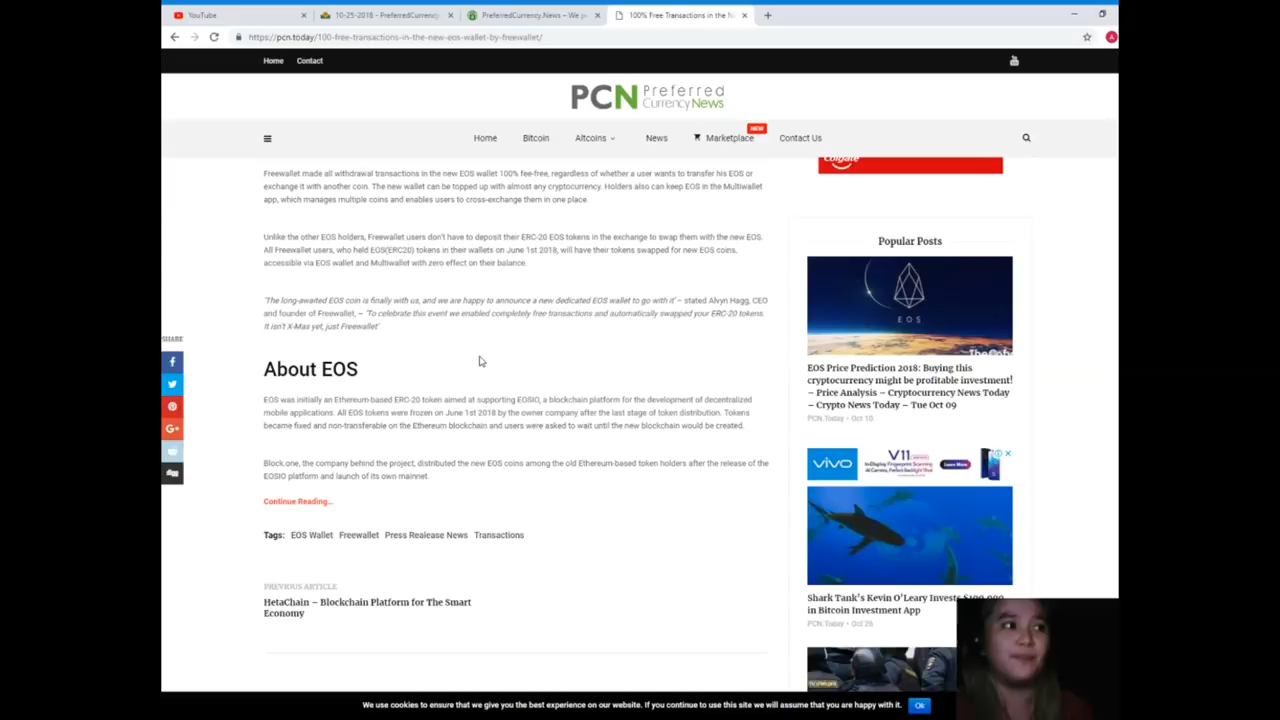 YouTube
10-25-2018 - PreferredCurrency
PreferredCurrency.News – We p
100% Free Transactions in the N
https://pcn.today/100-free-transactions-in-the-new-eos-wallet-by-freewallet/
Home Contact
PCN Preferred
Currency News
NEW
Home Bitcoin Altcoins News Marketplace Contact Us
Colgate
Freewallet made all withdrawal transactions in the new EOS wallet 100% fee-free, regardless of whether a user wants to transfer his EOS or
exchange it with another coin. The new wallet can be topped up with almost any cryptocurrency. Holders also can keep EOS in the Multiwallet
app, which manages multiple coins and enables users to cross-exchange them in one place.
Unlike the other EOS holders, Freewallet users don't have to deposit their ERC-20 EOS tokens in the exchange to swap them with the new EOS.
All Freewallet users, who held EOS(ERC20) tokens in their wallets on June 1st 2018, will have their tokens swapped for new EOS coins,
accessible via EOS wallet and Multiwallet with zero effect on their balance.
'The long-awaited EOS coin is finally with us, and we are happy to announce a new dedicated EOS wallet to go with it' – stated Alvyn Hagg, CEO
and founder of Freewallet, – 'To celebrate this event we enabled completely free transactions and automatically swapped your ERC-20 tokens.
It isn't X-Mas yet, just Freewallet'
SHARE
About EOS
EOS was initially an Ethereum-based ERC-20 token aimed at supporting EOSIO, a blockchain platform for the development of decentralized
mobile applications. All EOS tokens were frozen on June 1st 2018 by the owner company after the last stage of token distribution. Tokens
became fixed and non-transferable on the Ethereum blockchain and users were asked to wait until the new blockchain would be created.
Block.one, the company behind the project, distributed the new EOS coins among the old Ethereum-based token holders after the release of the
EOSIO platform and launch of its own mainnet.
Continue Reading...
Tags: EOS Wallet Freewallet Press Realease News Transactions
PREVIOUS ARTICLE
HetaChain – Blockchain Platform for The Smart
Economy
Popular Posts
EOS
EOS Price Prediction 2018: Buying this
cryptocurrency might be profitable investment!
– Price Analysis – Cryptocurrency News Today
– Crypto News Today – Tue Oct 09
PCN.Today • Oct 10
vivo V11 In-Display Fingerprint Scanning
Learn More
Shark Tank's Kevin O'Leary Invests $100,000
in Bitcoin Investment App
PCN.Today • Oct 26
We use cookies to ensure that we give you the best experience on our website. If you continue to use this site we will assume that you are happy with it. Ok